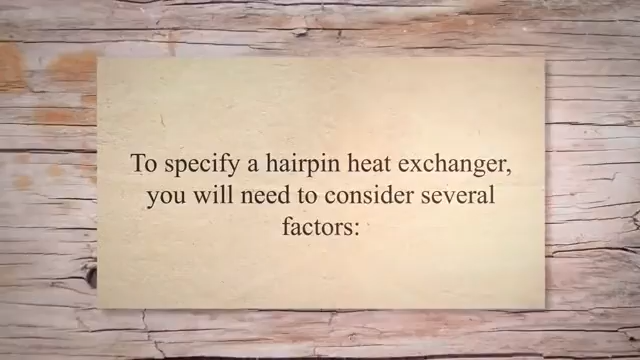 To specify a hairpin heat exchanger,
you will need to consider several
factors: